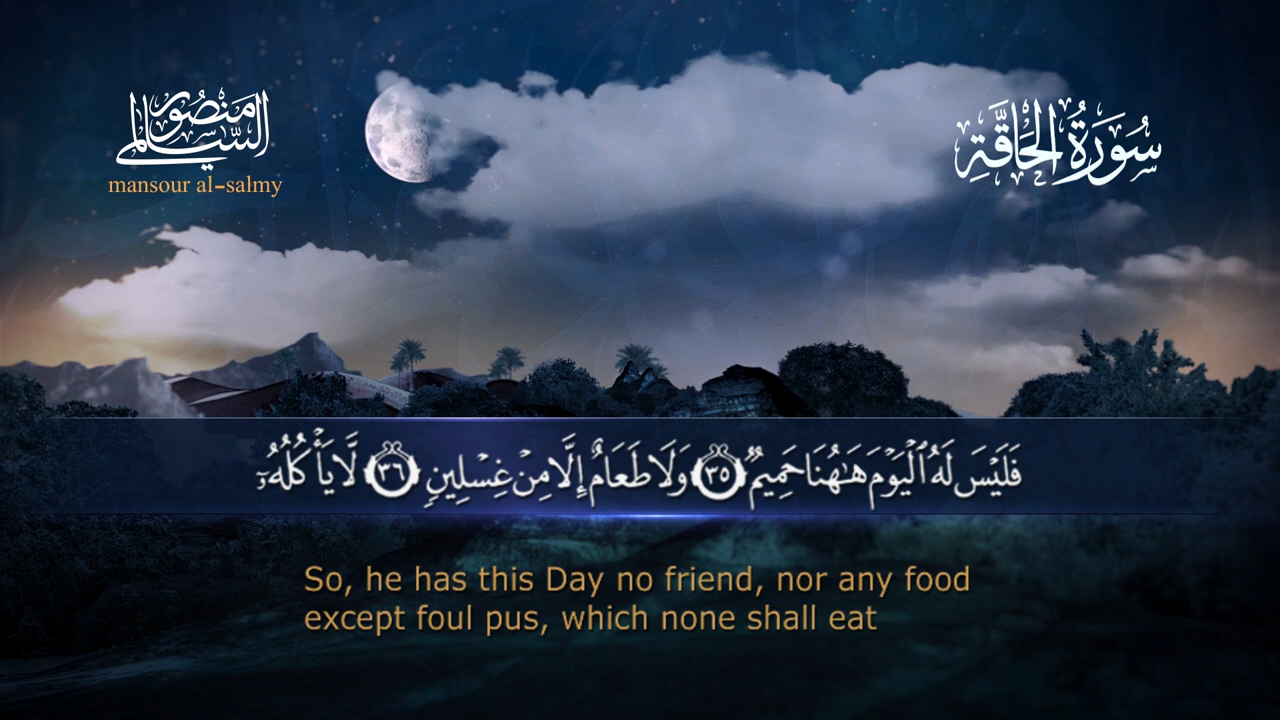 منصور السالمي
mansour al-salmy
سُورَةُ الْحَاقَّةِ
فَلَيْسَ لَهُ ٱلْيَوْمَ هَـٰهُنَا حَمِيمٌ ٣٥ وَلَا طَعَامٌ إِلَّا مِنْ غِسْلِينٍ ٣٦ لَّا يَأْكُلُهُۥٓ
So, he has this Day no friend, nor any food
except foul pus, which none shall eat